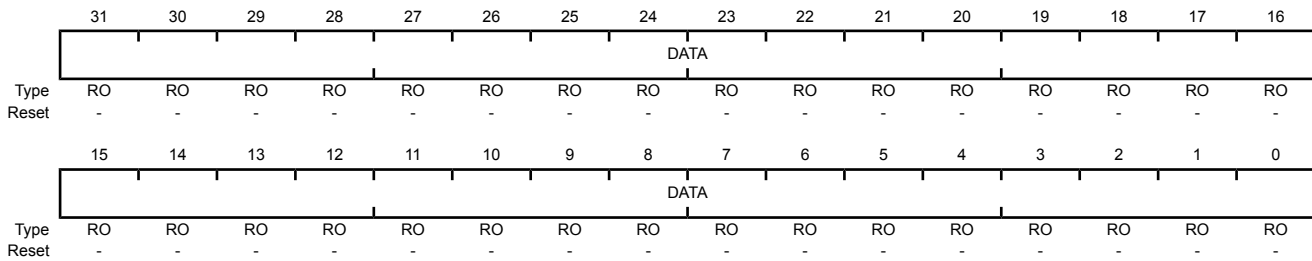 31 30 29 28 27 26 25 24 23 22 21 20 19 18 17 16
DATA
Type RO RO RO RO RO RO RO RO RO RO RO RO RO RO RO RO
Reset - - - - - - - - - - - - - - - -
15 14 13 12 11 10 9 8 7 6 5 4 3 2 1 0
DATA
Type RO RO RO RO RO RO RO RO RO RO RO RO RO RO RO RO
Reset - - - - - - - - - - - - - - - -